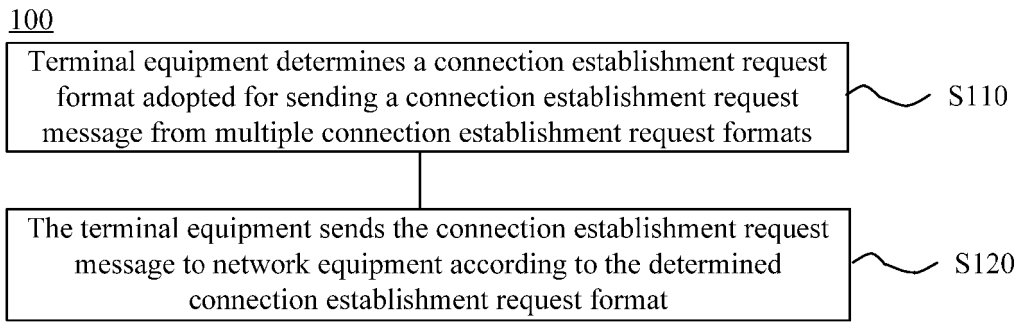 100
Terminal equipment determines a connection establishment request
format adopted for sending a connection establishment request
message from multiple connection establishment request formats
S110
The terminal equipment sends the connection establishment request
message to network equipment according to the determined
connection establishment request format
S120